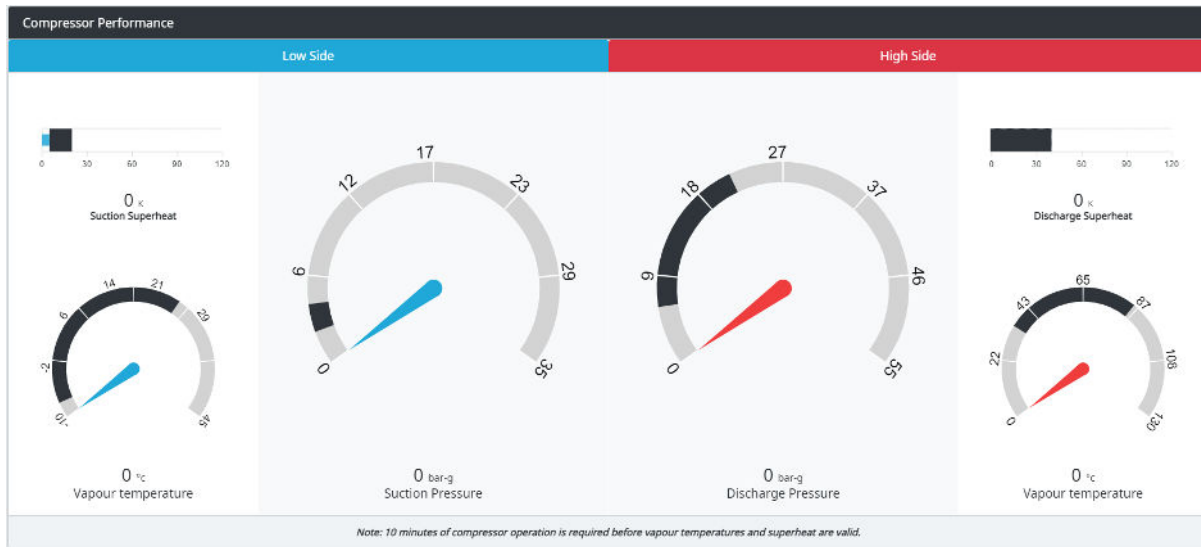 Compressor Performance
Low Side
High Side
0 30 60 90 120
0 K
Suction Superheat
-10 -2 6 14 21 29 45
0 °C
Vapour temperature
0 6 12 17 23 29 35
0 bar-g
Suction Pressure
0 9 18 27 37 46 55
0 bar-g
Discharge Pressure
0 30 60 90 120
0 K
Discharge Superheat
0 22 43 65 87 108 130
0 °C
Vapour temperature
Note: 10 minutes of compressor operation is required before vapour temperatures and superheat are valid.